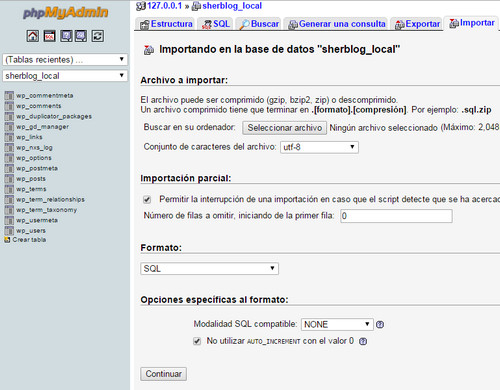 phpMyAdmin
127.0.0.1 » sherblog_local
Estructura SQL Buscar Generar una consulta Exportar Importar
(Tablas recientes) ...
sherblog_local
wp_commentmeta
wp_comments
wp_duplicator_packages
wp_gd_manager
wp_links
wp_nxs_log
wp_options
wp_postmeta
wp_posts
wp_terms
wp_term_relationships
wp_term_taxonomy
wp_usermeta
wp_users
Crear tabla
Importando en la base de datos "sherblog_local"
Archivo a importar:
El archivo puede ser comprimido (gzip, bzip2, zip) o descomprimido.
Un archivo comprimido tiene que terminar en .[formato].[compresión]. Por ejemplo: .sql.zip
Buscar en su ordenador: Seleccionar archivo Ningún archivo seleccionado (Máximo: 2,048
Conjunto de caracteres del archivo: utf-8
Importación parcial:
Permitir la interrupción de una importación en caso que el script detecte que se ha acerca
Número de filas a omitir, iniciando de la primer fila: 0
Formato:
SQL
Opciones específicas al formato:
Modalidad SQL compatible: NONE
No utilizar AUTO_INCREMENT con el valor 0
Continuar